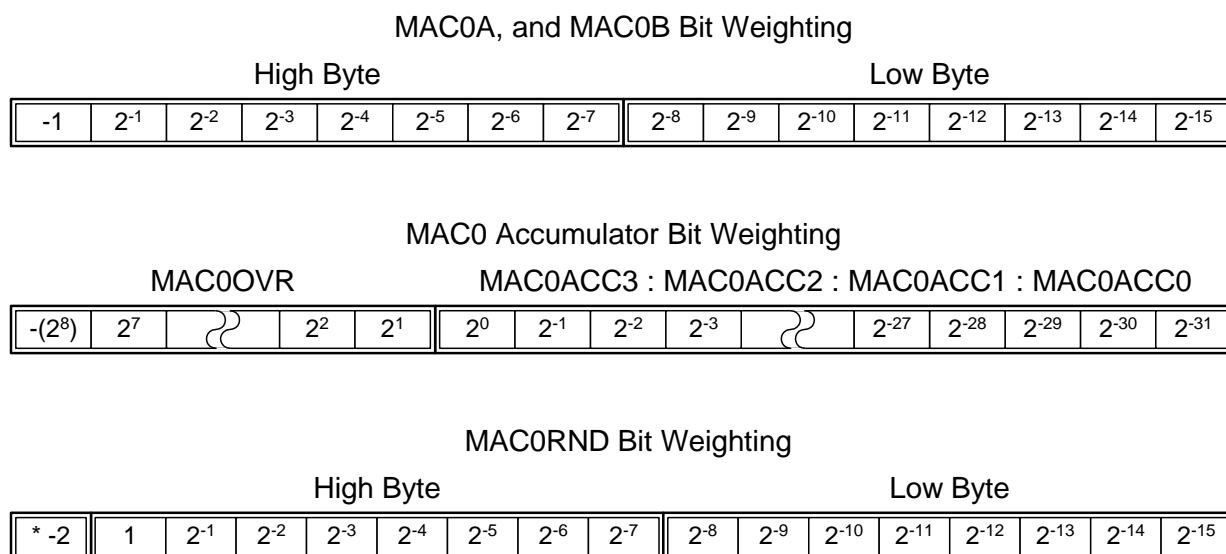 MAC0A, and MAC0B Bit Weighting
High Byte Low Byte
-1 2-1 2-2 2-3 2-4 2-5 2-6 2-7 2-8 2-9 2-10 2-11 2-12 2-13 2-14 2-15
MAC0 Accumulator Bit Weighting
MAC0OVR MAC0ACC3 : MAC0ACC2 : MAC0ACC1 : MAC0ACC0
-(28) 27 22 21 20 2-1 2-2 2-3 2-27 2-28 2-29 2-30 2-31
MAC0RND Bit Weighting
High Byte Low Byte
* -2 1 2-1 2-2 2-3 2-4 2-5 2-6 2-7 2-8 2-9 2-10 2-11 2-12 2-13 2-14 2-15